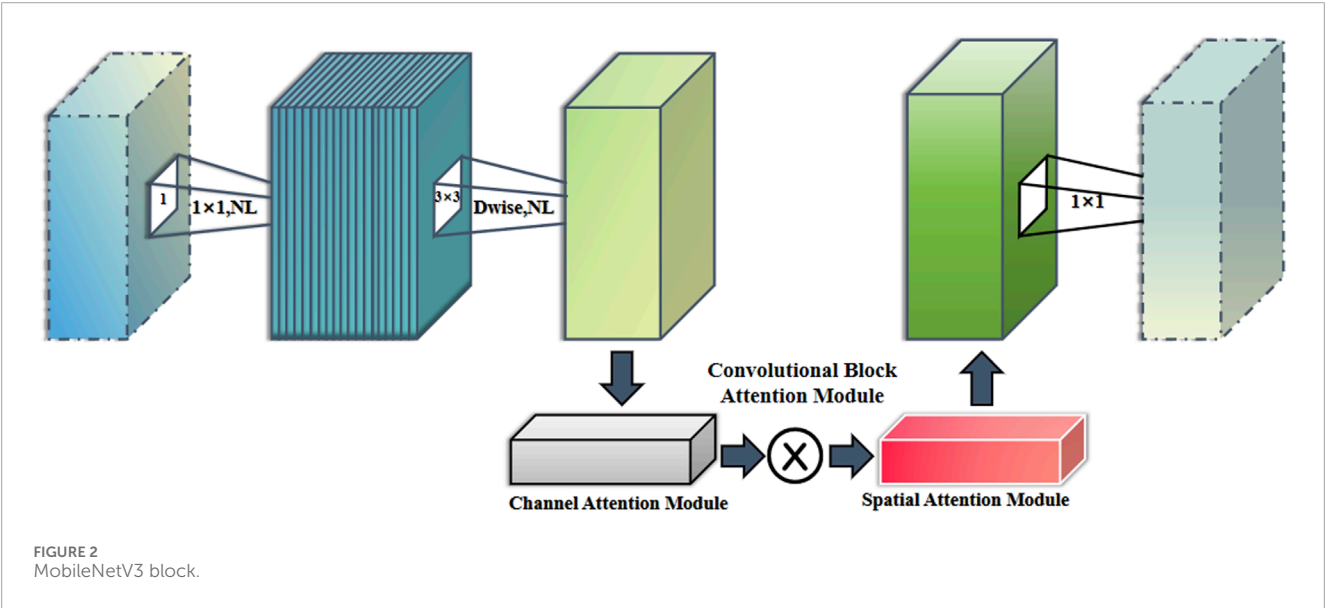 1
1×1,NL
3×3
Dwise,NL
1×1
Convolutional Block
Attention Module
Channel Attention Module
Spatial Attention Module
FIGURE 2
MobileNetV3 block.